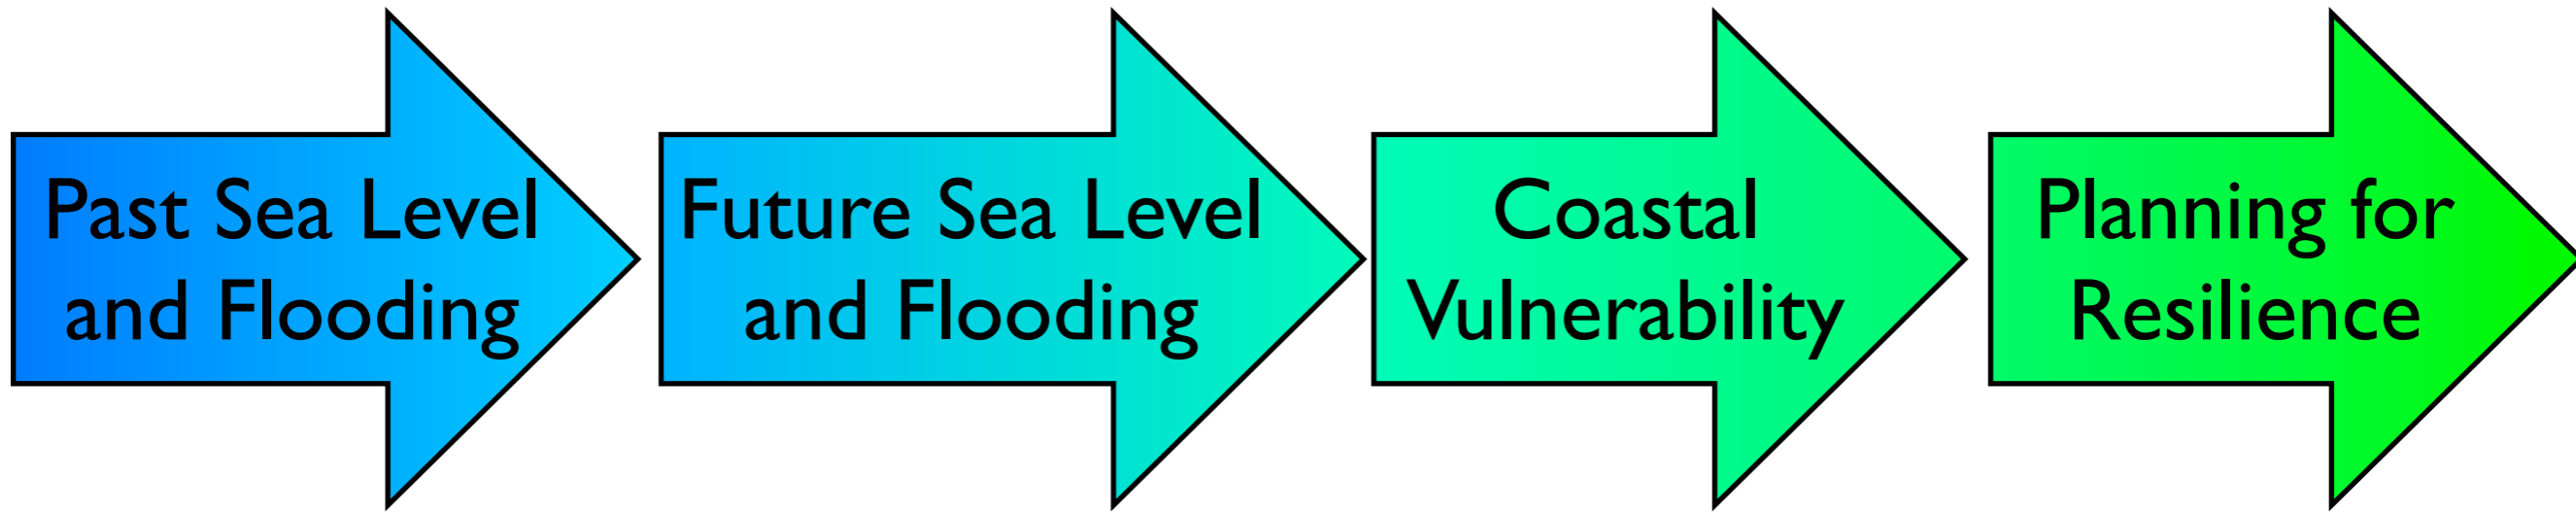 Past Sea Level
and Flooding
Future Sea Level
and Flooding
Coastal
Vulnerability
Planning for
Resilience